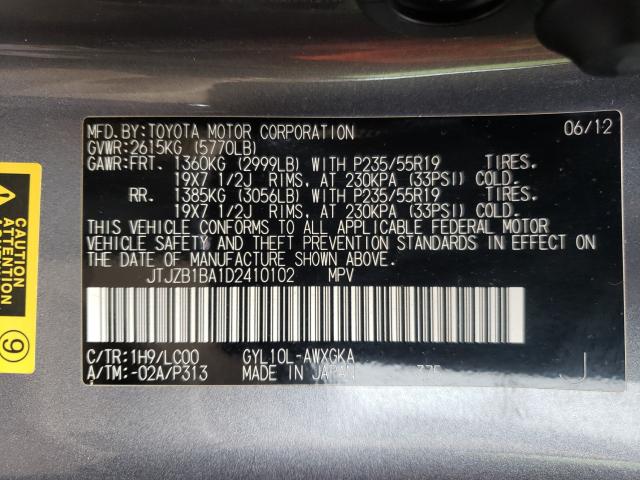 MFD.BY:TOYOTA MOTOR CORPORATION 06/12
GVWR:2615KG (5770LB)
GAWR:FRT. 1360KG (2999LB) WITH P235/55R19 TIRES.
19X7 1/2J RIMS. AT 230KPA (33PSI) COLD.
RR. 1385KG (3056LB) WITH P235/55R19 TIRES.
19X7 1/2J RIMS. AT 230KPA (33PSI) COLD.
THIS VEHICLE CONFORMS TO ALL APPLICABLE FEDERAL MOTOR
VEHICLE SAFETY AND THEFT PREVENTION STANDARDS IN EFFECT ON
THE DATE OF MANUFACTURE SHOWN ABOVE.
JTJZB1BA1D2410102 MPV
C/TR:1H9/LC00 GYL10L-AWXGKA
A/TM:-02A/P313 MADE IN JAPAN 375 J
9